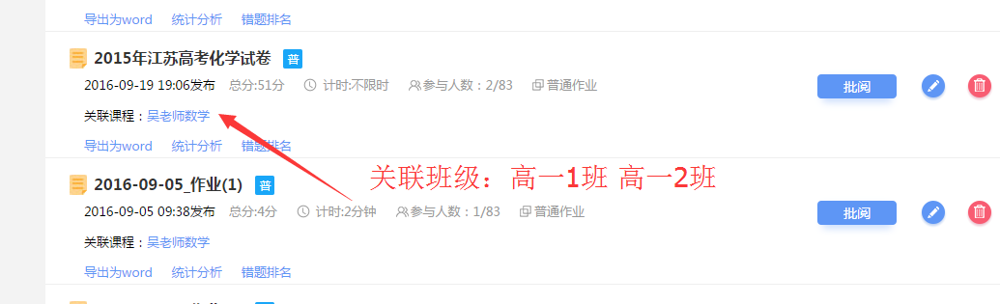 导出为word 统计分析 错题排名
2015年江苏高考化学试卷 普
2016-09-19 19:06发布 总分:51分 计时:不限时 参与人数：2/83 普通作业 批阅
关联课程：吴老师数学
导出为word 统计分析 错题排名
关联班级：高一1班 高一2班
2016-09-05_作业(1) 普
2016-09-05 09:38发布 总分:4分 计时:2分钟 参与人数：1/83 普通作业 批阅
关联课程：吴老师数学
导出为word 统计分析 错题排名